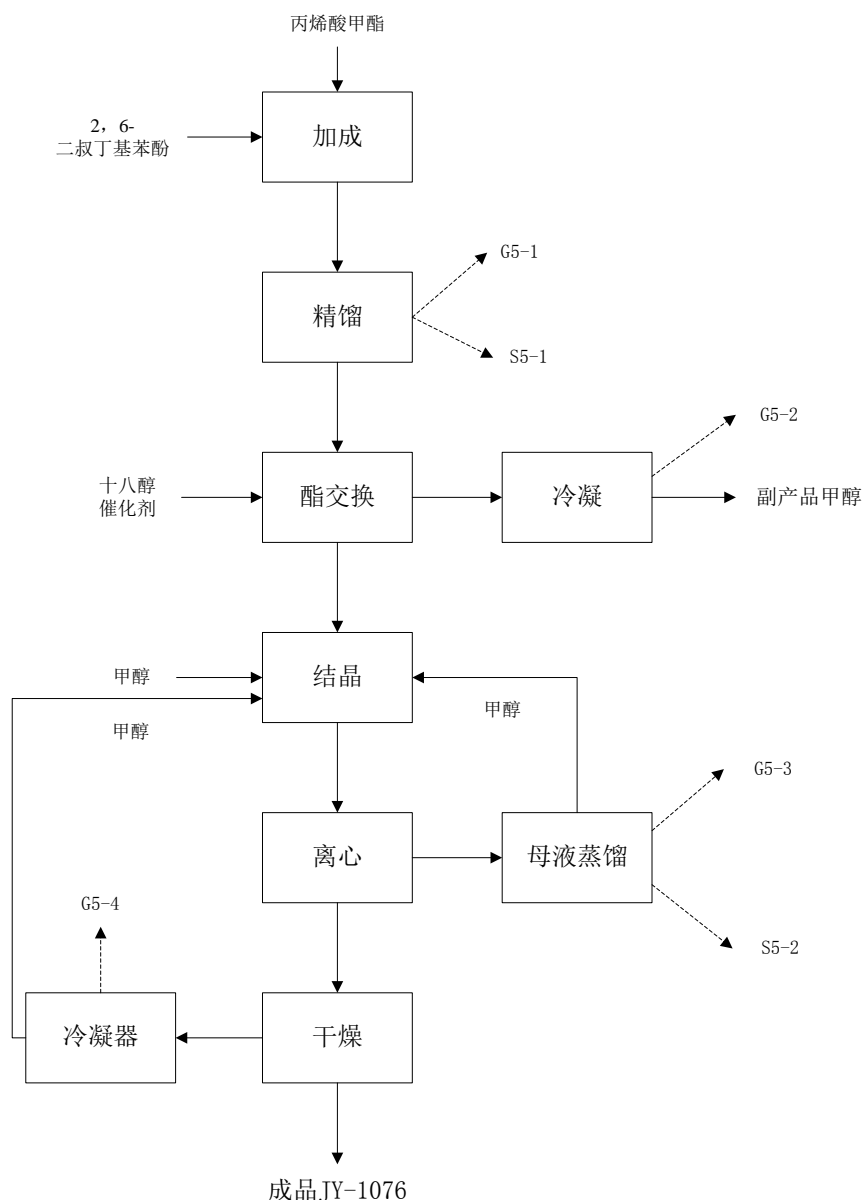 丙烯酸甲酯
2，6-
二叔丁基苯酚
加成
G5-1
精馏
S5-1
G5-2
十八醇
催化剂
酯交换
冷凝
副产品甲醇
甲醇
结晶
甲醇
甲醇
G5-3
离心
母液蒸馏
G5-4
S5-2
冷凝器
干燥
成品JY-1076